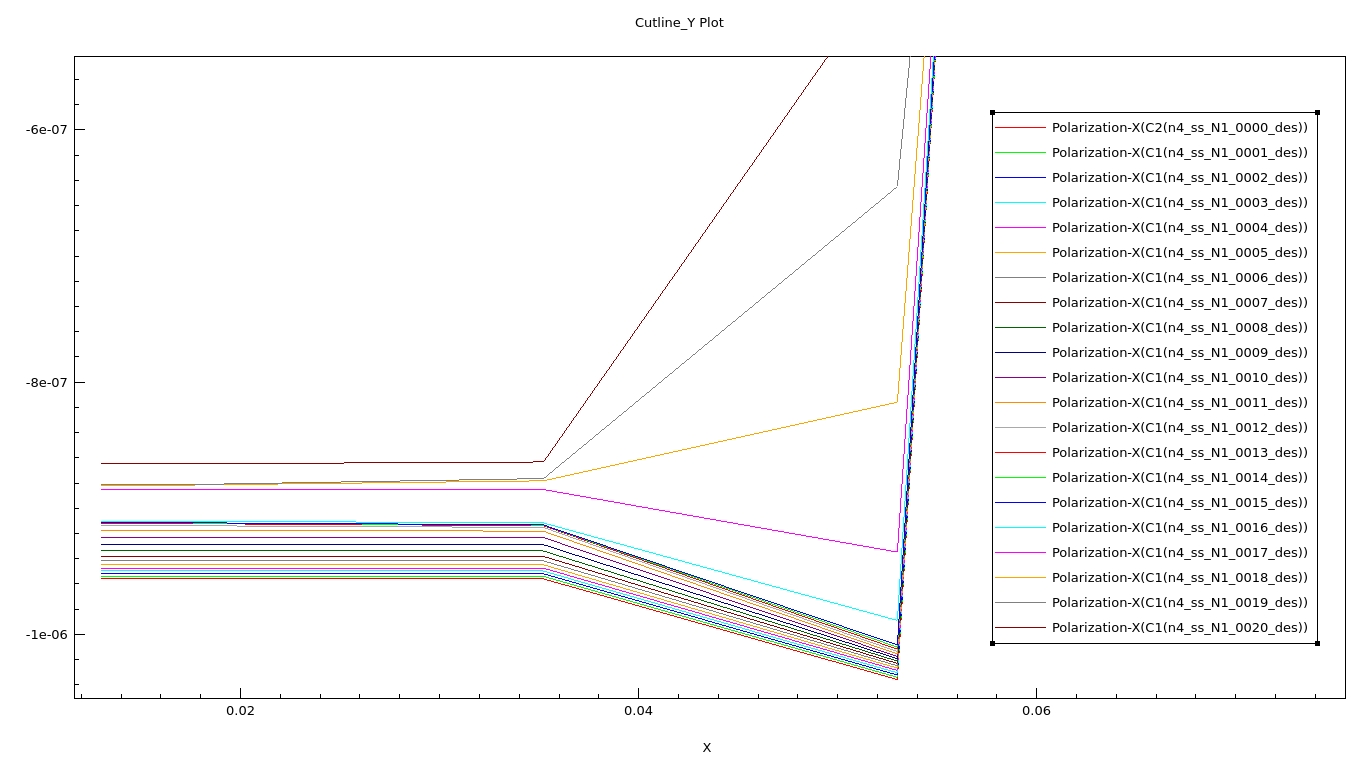 Cutline_Y Plot
-6e-07
-8e-07
-1e-06
0.02
0.04
0.06
X
Polarization-X(C2(n4_ss_N1_0000_des))
Polarization-X(C1(n4_ss_N1_0001_des))
Polarization-X(C1(n4_ss_N1_0002_des))
Polarization-X(C1(n4_ss_N1_0003_des))
Polarization-X(C1(n4_ss_N1_0004_des))
Polarization-X(C1(n4_ss_N1_0005_des))
Polarization-X(C1(n4_ss_N1_0006_des))
Polarization-X(C1(n4_ss_N1_0007_des))
Polarization-X(C1(n4_ss_N1_0008_des))
Polarization-X(C1(n4_ss_N1_0009_des))
Polarization-X(C1(n4_ss_N1_0010_des))
Polarization-X(C1(n4_ss_N1_0011_des))
Polarization-X(C1(n4_ss_N1_0012_des))
Polarization-X(C1(n4_ss_N1_0013_des))
Polarization-X(C1(n4_ss_N1_0014_des))
Polarization-X(C1(n4_ss_N1_0015_des))
Polarization-X(C1(n4_ss_N1_0016_des))
Polarization-X(C1(n4_ss_N1_0017_des))
Polarization-X(C1(n4_ss_N1_0018_des))
Polarization-X(C1(n4_ss_N1_0019_des))
Polarization-X(C1(n4_ss_N1_0020_des))